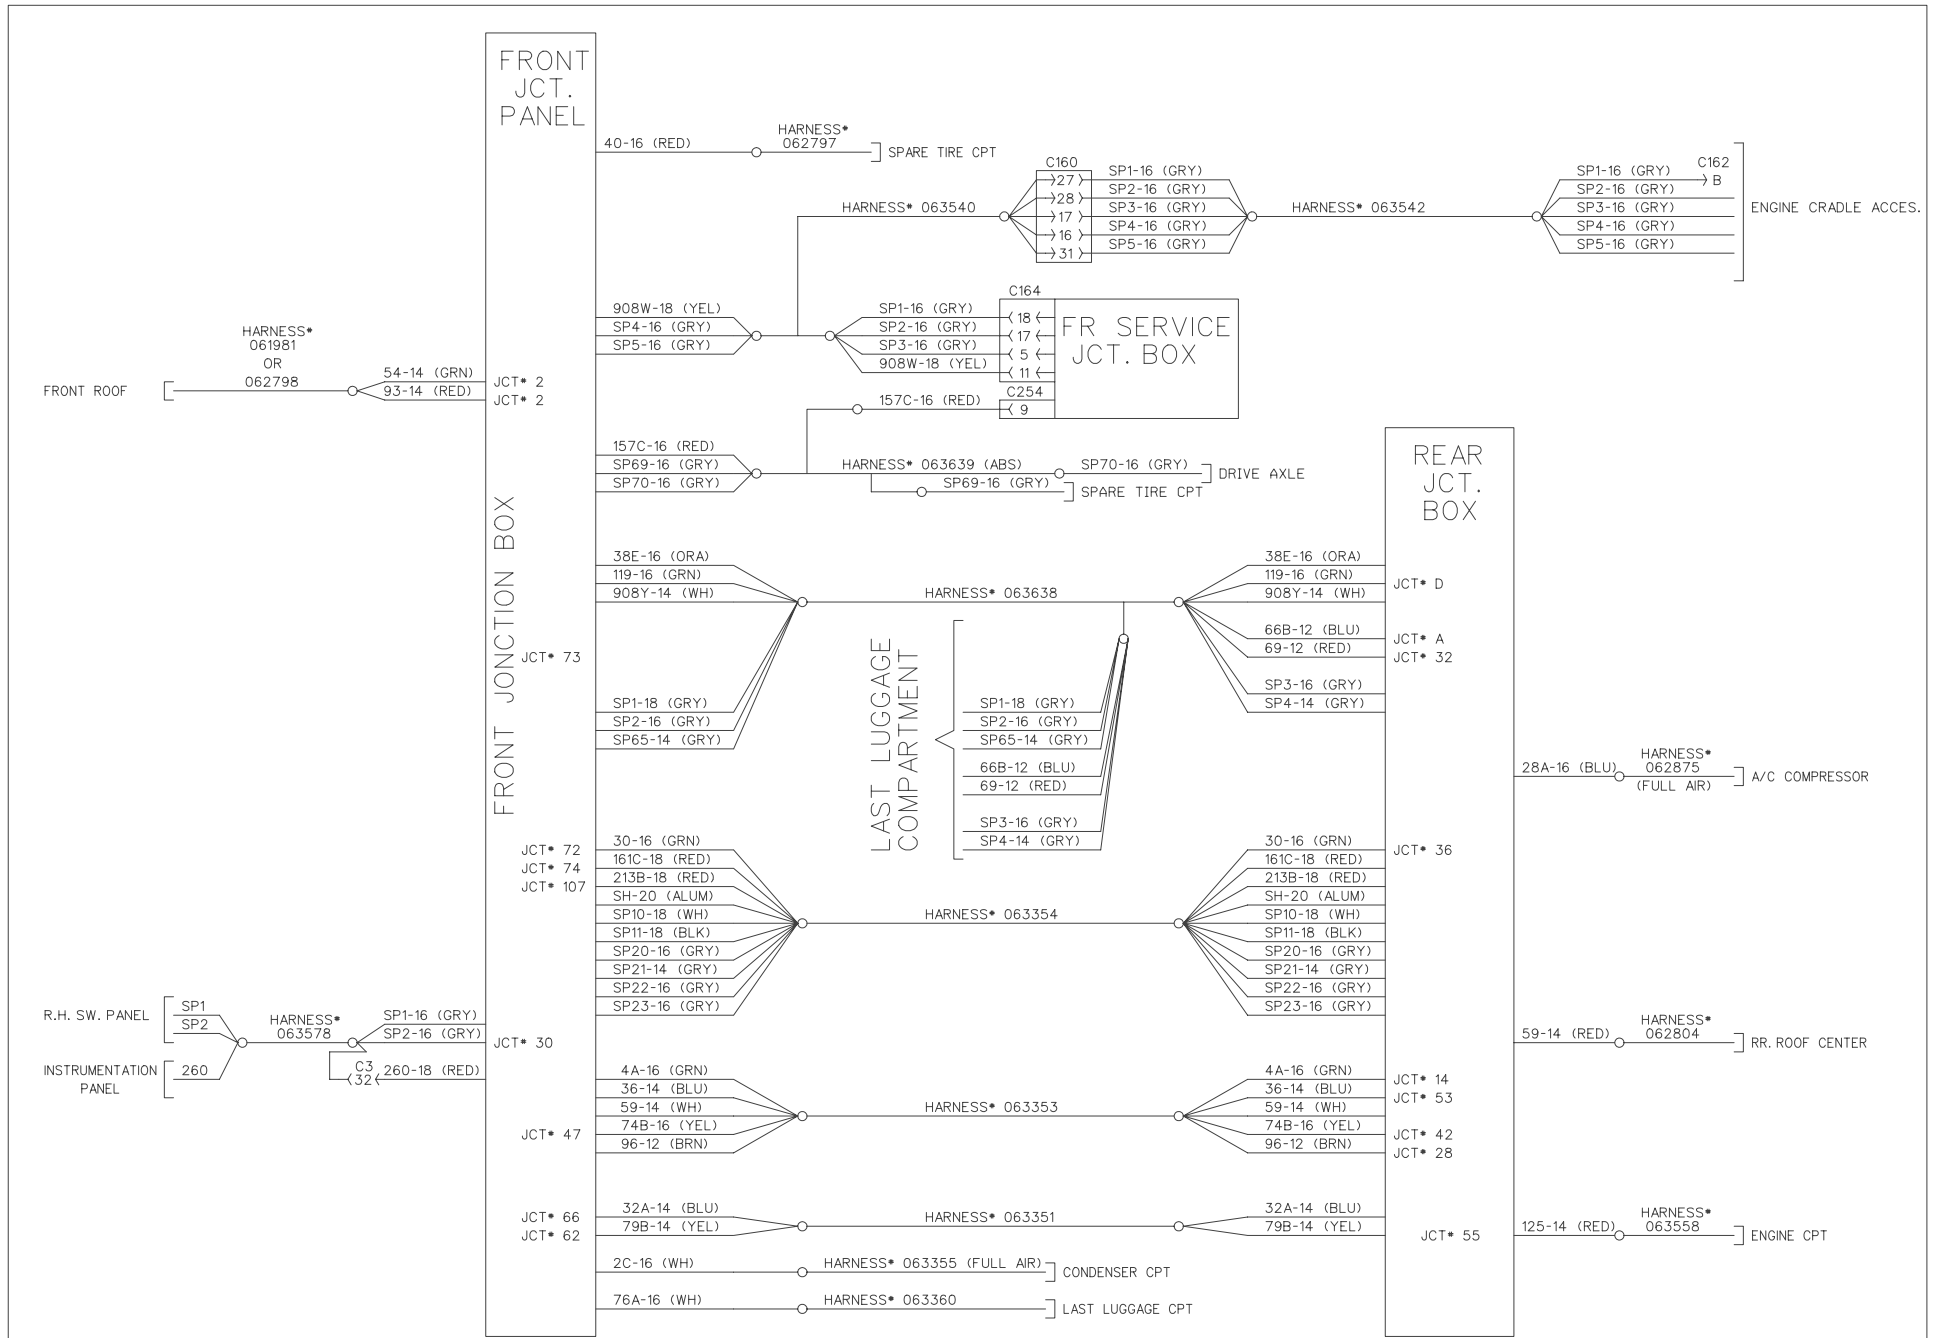 FRONT
JCT.
PANEL
FRONT JONCTION BOX
40-16 (RED)
HARNESS*
062797
SPARE TIRE CPT
HARNESS* 063540
C160
27
28
17
16
31
SP1-16 (GRY)
SP2-16 (GRY)
SP3-16 (GRY)
SP4-16 (GRY)
SP5-16 (GRY)
HARNESS* 063542
SP1-16 (GRY)
SP2-16 (GRY)
SP3-16 (GRY)
SP4-16 (GRY)
SP5-16 (GRY)
C162
B
ENGINE CRADLE ACCES.
908W-18 (YEL)
SP4-16 (GRY)
SP5-16 (GRY)
SP1-16 (GRY)
SP2-16 (GRY)
SP3-16 (GRY)
908W-18 (YEL)
C164
18
17
5
11
FR SERVICE
JCT. BOX
157C-16 (RED)
C254
9
FRONT ROOF
HARNESS*
061981
OR
062798
54-14 (GRN)
93-14 (RED)
JCT* 2
JCT* 2
157C-16 (RED)
SP69-16 (GRY)
SP70-16 (GRY)
HARNESS* 063639 (ABS)
SP70-16 (GRY)
DRIVE AXLE
SP69-16 (GRY)
SPARE TIRE CPT
REAR
JCT.
BOX
38E-16 (ORA)
119-16 (GRN)
908Y-14 (WH)
JCT* 73
SP1-18 (GRY)
SP2-16 (GRY)
SP65-14 (GRY)
HARNESS* 063638
LAST LUGGAGE
COMPARTMENT
SP1-18 (GRY)
SP2-16 (GRY)
SP65-14 (GRY)
66B-12 (BLU)
69-12 (RED)
SP3-16 (GRY)
SP4-14 (GRY)
38E-16 (ORA)
119-16 (GRN)
908Y-14 (WH)
66B-12 (BLU)
69-12 (RED)
SP3-16 (GRY)
SP4-14 (GRY)
JCT* D
JCT* A
JCT* 32
28A-16 (BLU)
HARNESS*
062875
(FULL AIR)
A/C COMPRESSOR
JCT* 72
JCT* 74
JCT* 107
30-16 (GRN)
161C-18 (RED)
213B-18 (RED)
SH-20 (ALUM)
SP10-18 (WH)
SP11-18 (BLK)
SP20-16 (GRY)
SP21-14 (GRY)
SP22-16 (GRY)
SP23-16 (GRY)
HARNESS* 063354
30-16 (GRN)
161C-18 (RED)
213B-18 (RED)
SH-20 (ALUM)
SP10-18 (WH)
SP11-18 (BLK)
SP20-16 (GRY)
SP21-14 (GRY)
SP22-16 (GRY)
SP23-16 (GRY)
JCT* 36
R.H. SW. PANEL
SP1
SP2
INSTRUMENTATION
PANEL
260
HARNESS*
063578
SP1-16 (GRY)
SP2-16 (GRY)
C3
32
260-18 (RED)
JCT* 30
59-14 (RED)
HARNESS*
062804
RR. ROOF CENTER
JCT* 47
4A-16 (GRN)
36-14 (BLU)
59-14 (WH)
74B-16 (YEL)
96-12 (BRN)
HARNESS* 063353
4A-16 (GRN)
36-14 (BLU)
59-14 (WH)
74B-16 (YEL)
96-12 (BRN)
JCT* 14
JCT* 53
JCT* 42
JCT* 28
JCT* 66
JCT* 62
32A-14 (BLU)
79B-14 (YEL)
HARNESS* 063351
32A-14 (BLU)
79B-14 (YEL)
JCT* 55
125-14 (RED)
HARNESS*
063558
ENGINE CPT
2C-16 (WH)
HARNESS* 063355 (FULL AIR)
CONDENSER CPT
76A-16 (WH)
HARNESS* 063360
LAST LUGGAGE CPT